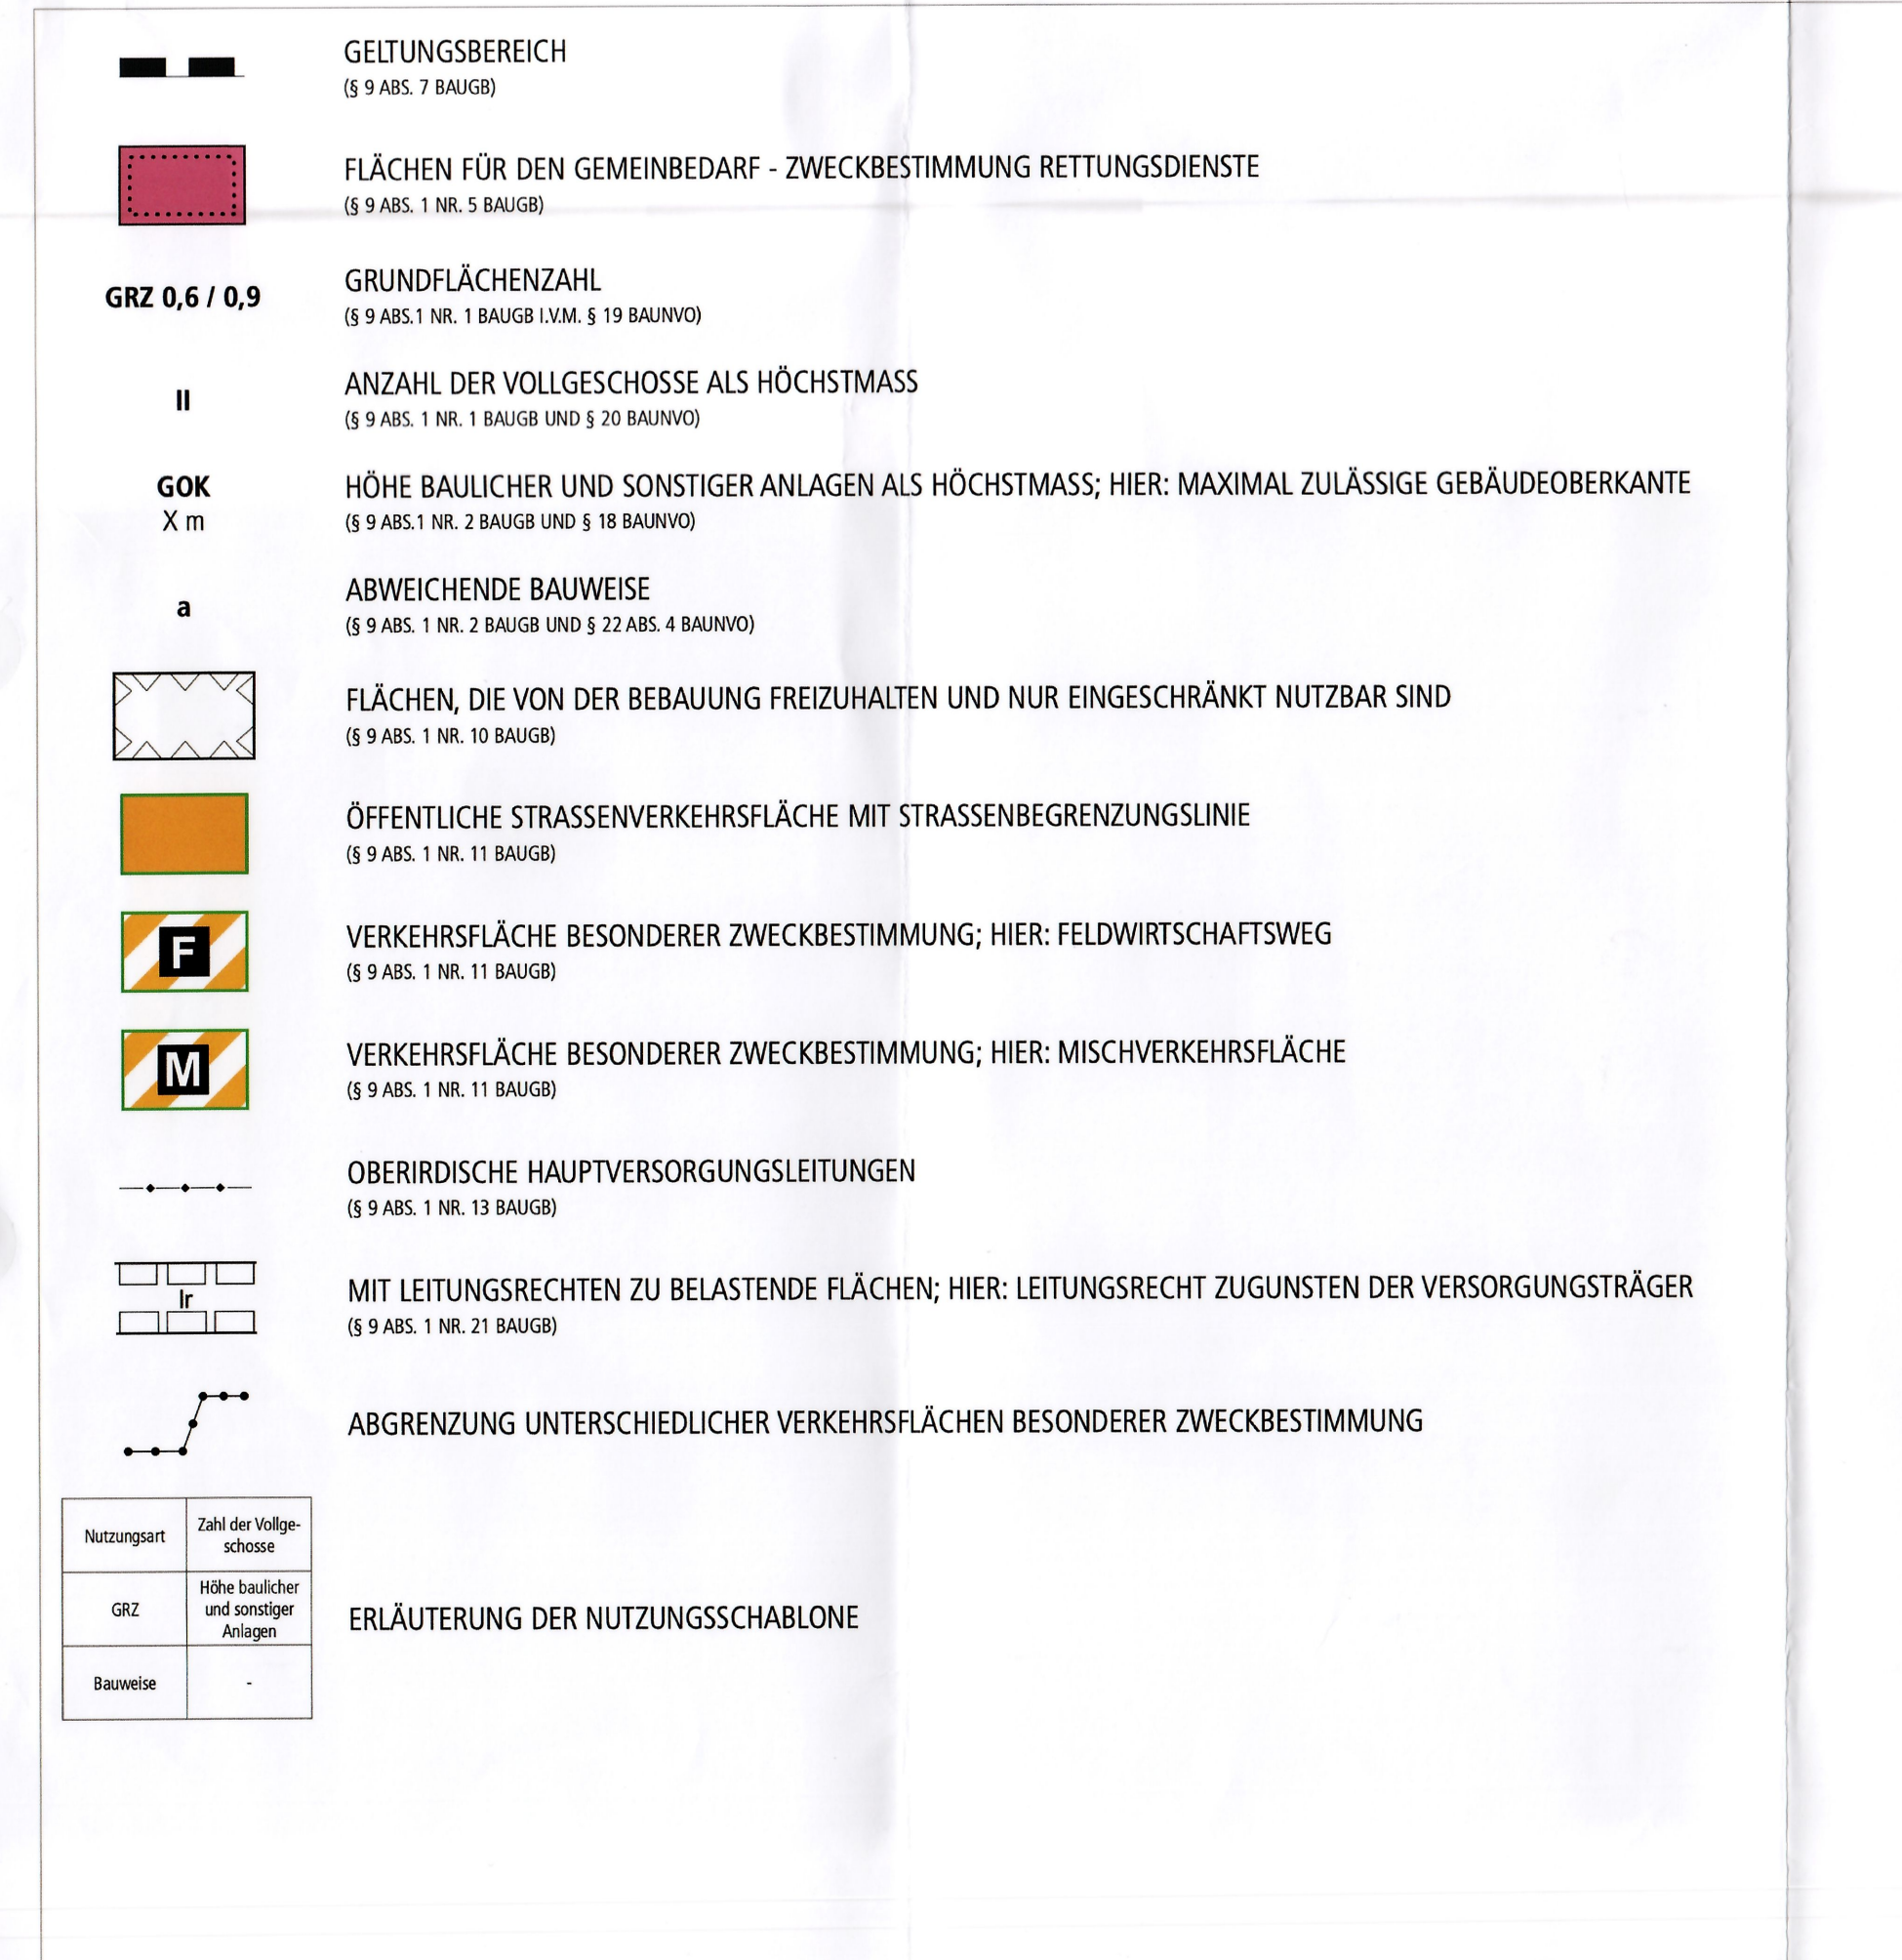 GELTUNGSBEREICH
(§ 9 ABS. 7 BAUGB)
FLÄCHEN FÜR DEN GEMEINBEDARF - ZWECKBESTIMMUNG RETTUNGSDIENSTE
(§ 9 ABS. 1 NR. 5 BAUGB)
GRZ 0,6 / 0,9
GRUNDFLÄCHENZAHL
(§ 9 ABS.1 NR. 1 BAUGB I.V.M. § 19 BAUNVO)
II
ANZAHL DER VOLLGESCHOSSE ALS HÖCHSTMASS
(§ 9 ABS. 1 NR. 1 BAUGB UND § 20 BAUNVO)
GOK
X m
HÖHE BAULICHER UND SONSTIGER ANLAGEN ALS HÖCHSTMASS; HIER: MAXIMAL ZULÄSSIGE GEBÄUDEOBERKANTE
(§ 9 ABS.1 NR. 2 BAUGB UND § 18 BAUNVO)
a
ABWEICHENDE BAUWEISE
(§ 9 ABS. 1 NR. 2 BAUGB UND § 22 ABS. 4 BAUNVO)
FLÄCHEN, DIE VON DER BEBAUUNG FREIZUHALTEN UND NUR EINGESCHRÄNKT NUTZBAR SIND
(§ 9 ABS. 1 NR. 10 BAUGB)
ÖFFENTLICHE STRASSENVERKEHRSFLÄCHE MIT STRASSENBEGRENZUNGSLINIE
(§ 9 ABS. 1 NR. 11 BAUGB)
F
VERKEHRSFLÄCHE BESONDERER ZWECKBESTIMMUNG; HIER: FELDWIRTSCHAFTSWEG
(§ 9 ABS. 1 NR. 11 BAUGB)
M
VERKEHRSFLÄCHE BESONDERER ZWECKBESTIMMUNG; HIER: MISCHVERKEHRSFLÄCHE
(§ 9 ABS. 1 NR. 11 BAUGB)
OBERIRDISCHE HAUPTVERSORGUNGSLEITUNGEN
(§ 9 ABS. 1 NR. 13 BAUGB)
lr
MIT LEITUNGSRECHTEN ZU BELASTENDE FLÄCHEN; HIER: LEITUNGSRECHT ZUGUNSTEN DER VERSORGUNGSTRÄGER
(§ 9 ABS. 1 NR. 21 BAUGB)
ABGRENZUNG UNTERSCHIEDLICHER VERKEHRSFLÄCHEN BESONDERER ZWECKBESTIMMUNG
Nutzungsart
Zahl der Vollge-
schosse
GRZ
Höhe baulicher
und sonstiger
Anlagen
Bauweise
-
ERLÄUTERUNG DER NUTZUNGSSCHABLONE